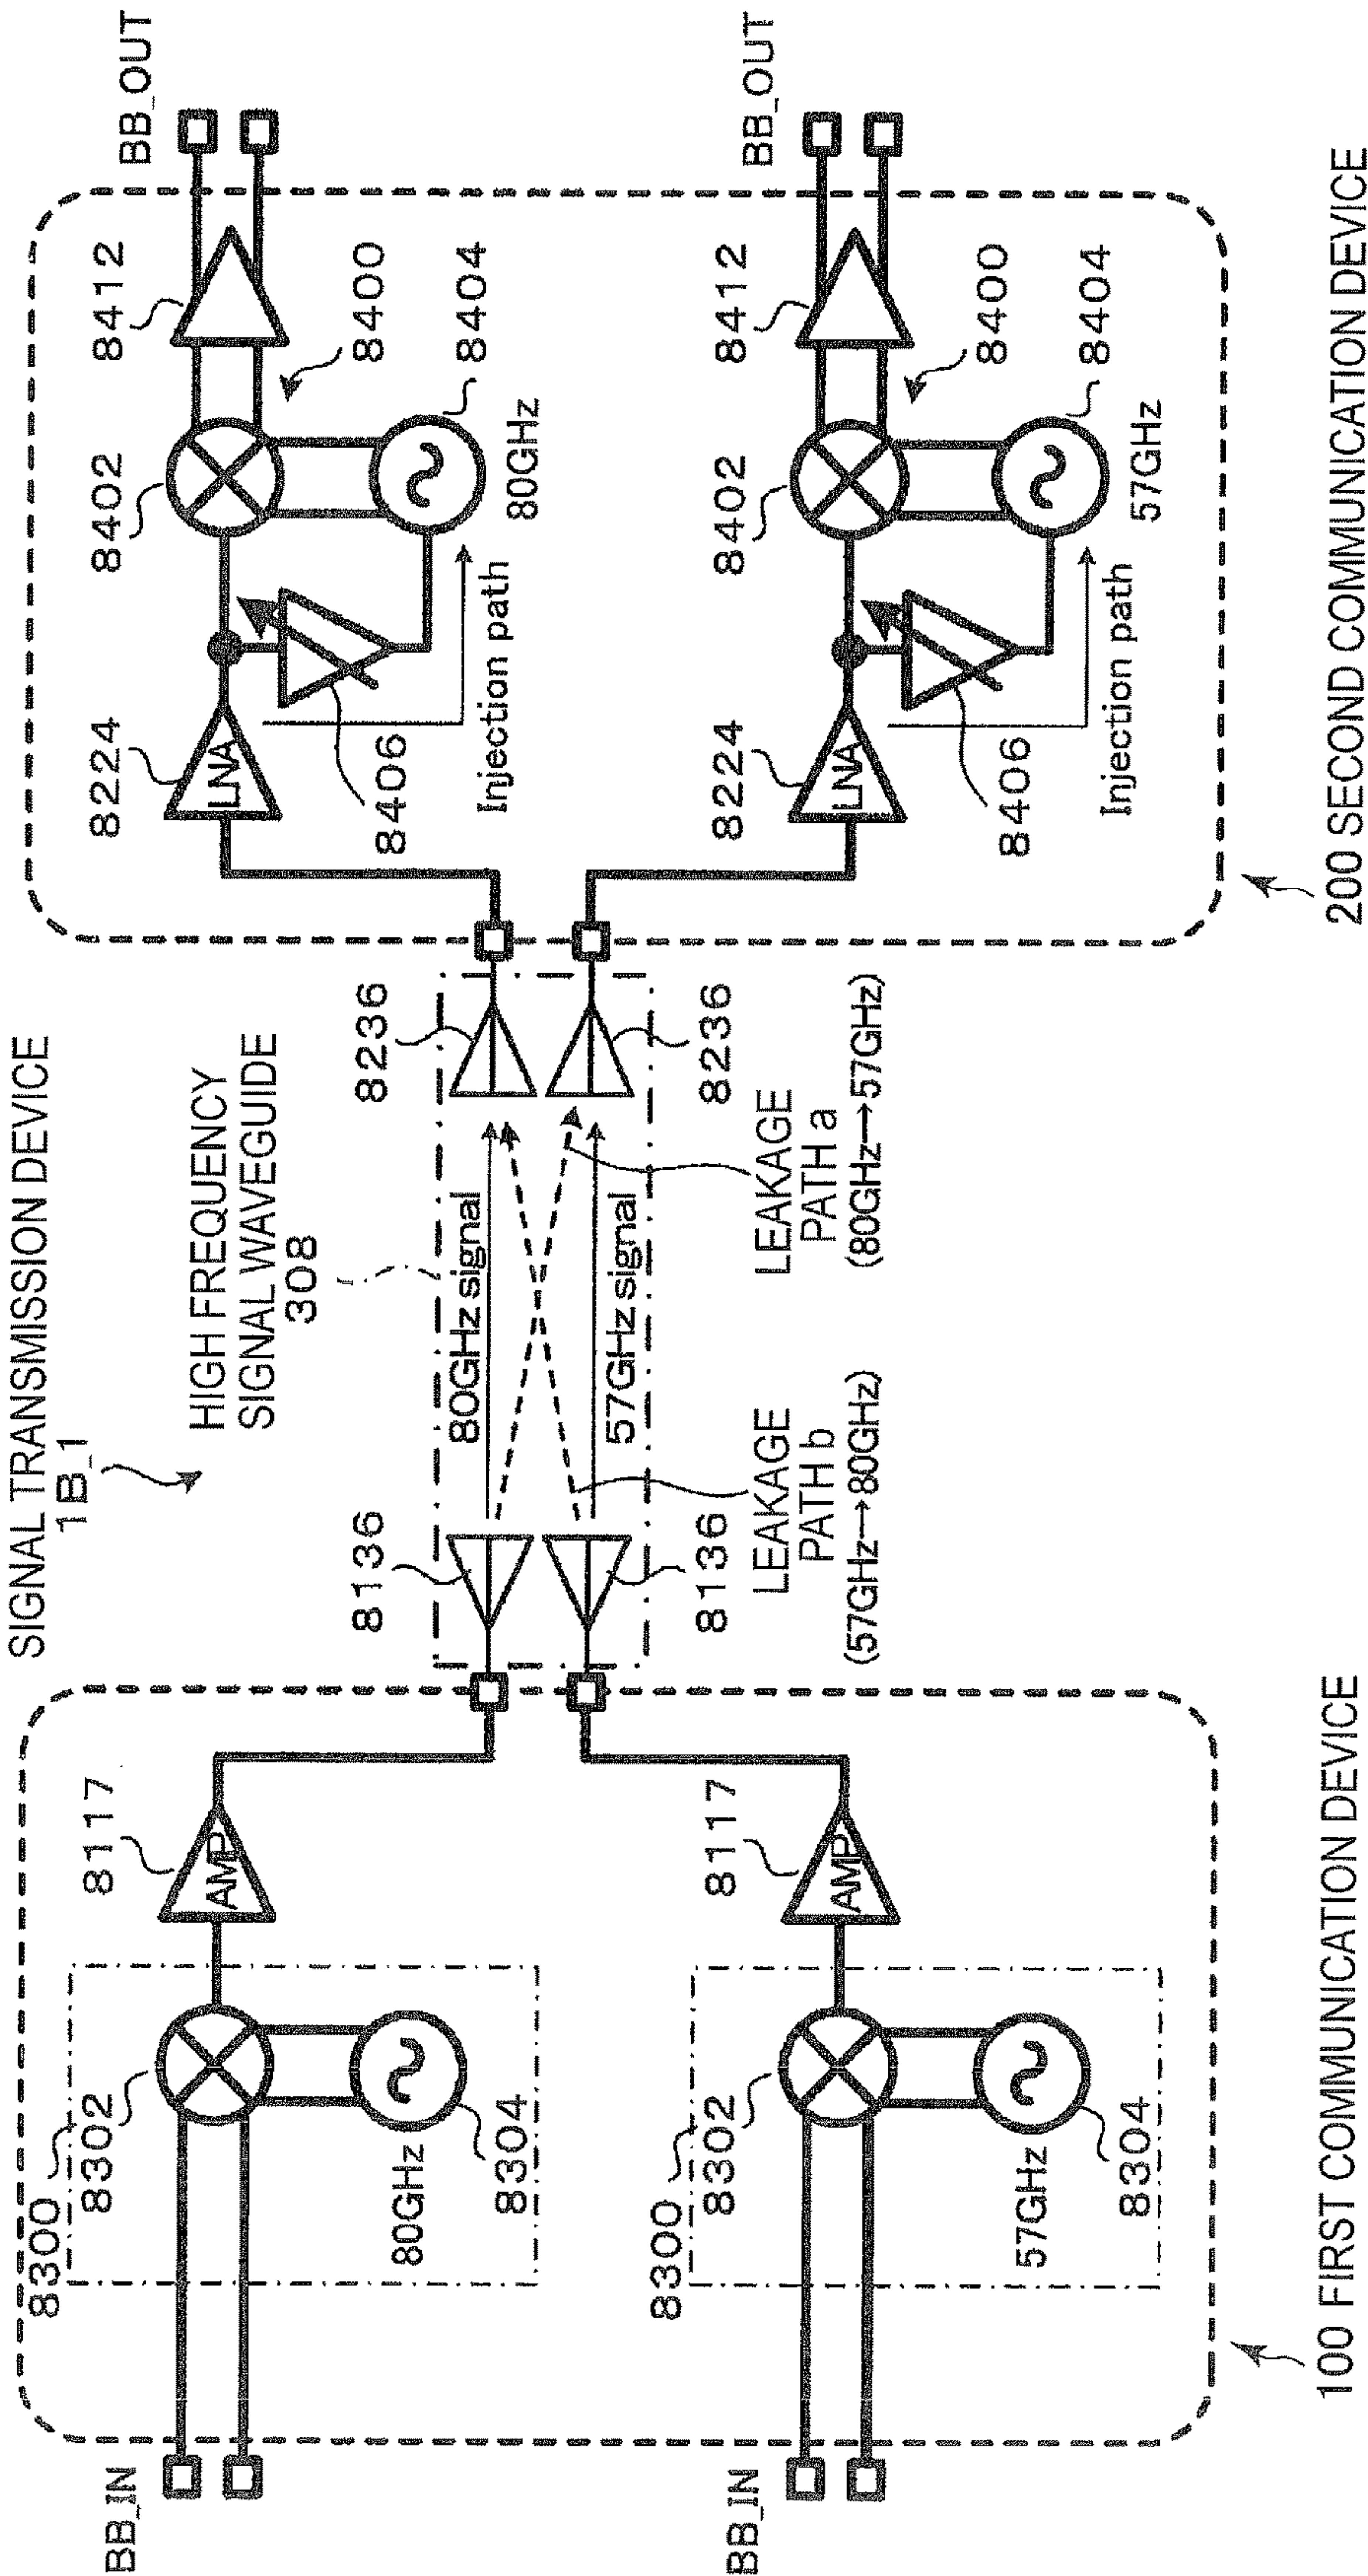 SIGNAL TRANSMISSION DEVICE
1B_1
HIGH FREQUENCY
SIGNAL WAVEGUIDE
308
BB_IN
8300
8302
80GHz
8304
8117
AMP
8136
80GHz signal
8236
8224
LNA
8406
Injection path
8402
80GHz
8404
8400
8412
BB_OUT
BB_IN
8300
8302
57GHz
8304
8117
AMP
8136
57GHz signal
8236
LEAKAGE
PATH b
(57GHz→80GHz)
LEAKAGE
PATH a
(80GHz→57GHz)
8224
LNA
8406
Injection path
8402
57GHz
8404
8400
8412
BB_OUT
100 FIRST COMMUNICATION DEVICE
200 SECOND COMMUNICATION DEVICE